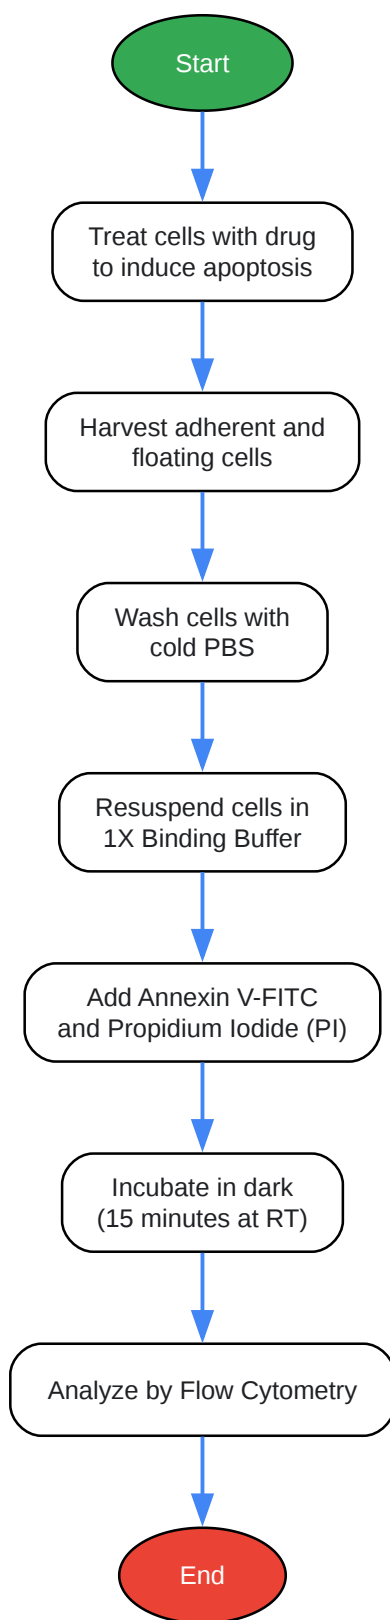 Start
Treat cells with drug
to induce apoptosis
Harvest adherent and
floating cells
Wash cells with
cold PBS
Resuspend cells in
1X Binding Buffer
Add Annexin V-FITC
and Propidium Iodide (PI)
Incubate in dark
(15 minutes at RT)
Analyze by Flow Cytometry
End